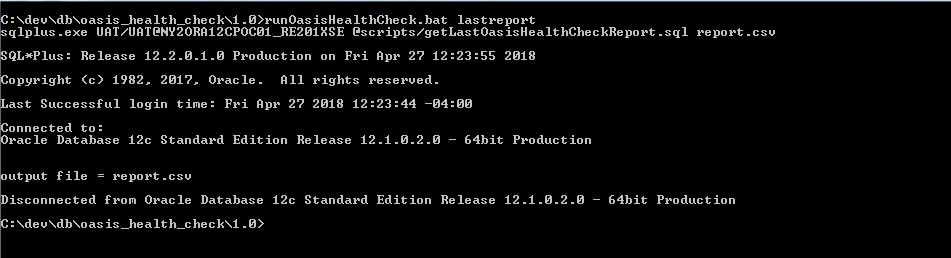 C:\dev\db\oasis_health_check\1.0>runOasisHealthCheck.bat lastreport
sqlplus.exe UAT/UAT@NY2ORA12CPOC01_RE201XSE @scripts/getLastOasisHealthCheckReport.sql report.csv
SQL*Plus: Release 12.2.0.1.0 Production on Fri Apr 27 12:23:55 2018
Copyright (c) 1982, 2017, Oracle.  All rights reserved.
Last Successful login time: Fri Apr 27 2018 12:23:44 -04:00
Connected to:
Oracle Database 12c Standard Edition Release 12.1.0.2.0 - 64bit Production
output file = report.csv
Disconnected from Oracle Database 12c Standard Edition Release 12.1.0.2.0 - 64bit Production
C:\dev\db\oasis_health_check\1.0>